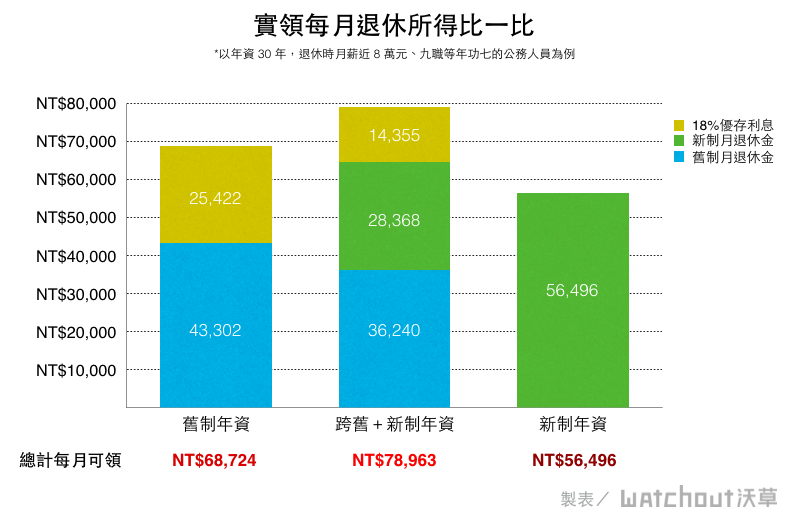 實領每月退休所得比一比
*以年資 30 年，退休時月薪近 8 萬元、九職等年功七的公務人員為例
NT$80,000
NT$70,000
NT$60,000
NT$50,000
NT$40,000
NT$30,000
NT$20,000
NT$10,000
18%優存利息
新制月退休金
舊制月退休金
25,422
43,302
14,355
28,368
36,240
56,496
舊制年資
跨舊＋新制年資
新制年資
總計每月可領 NT$68,724 NT$78,963 NT$56,496
製表／ watchout沃草